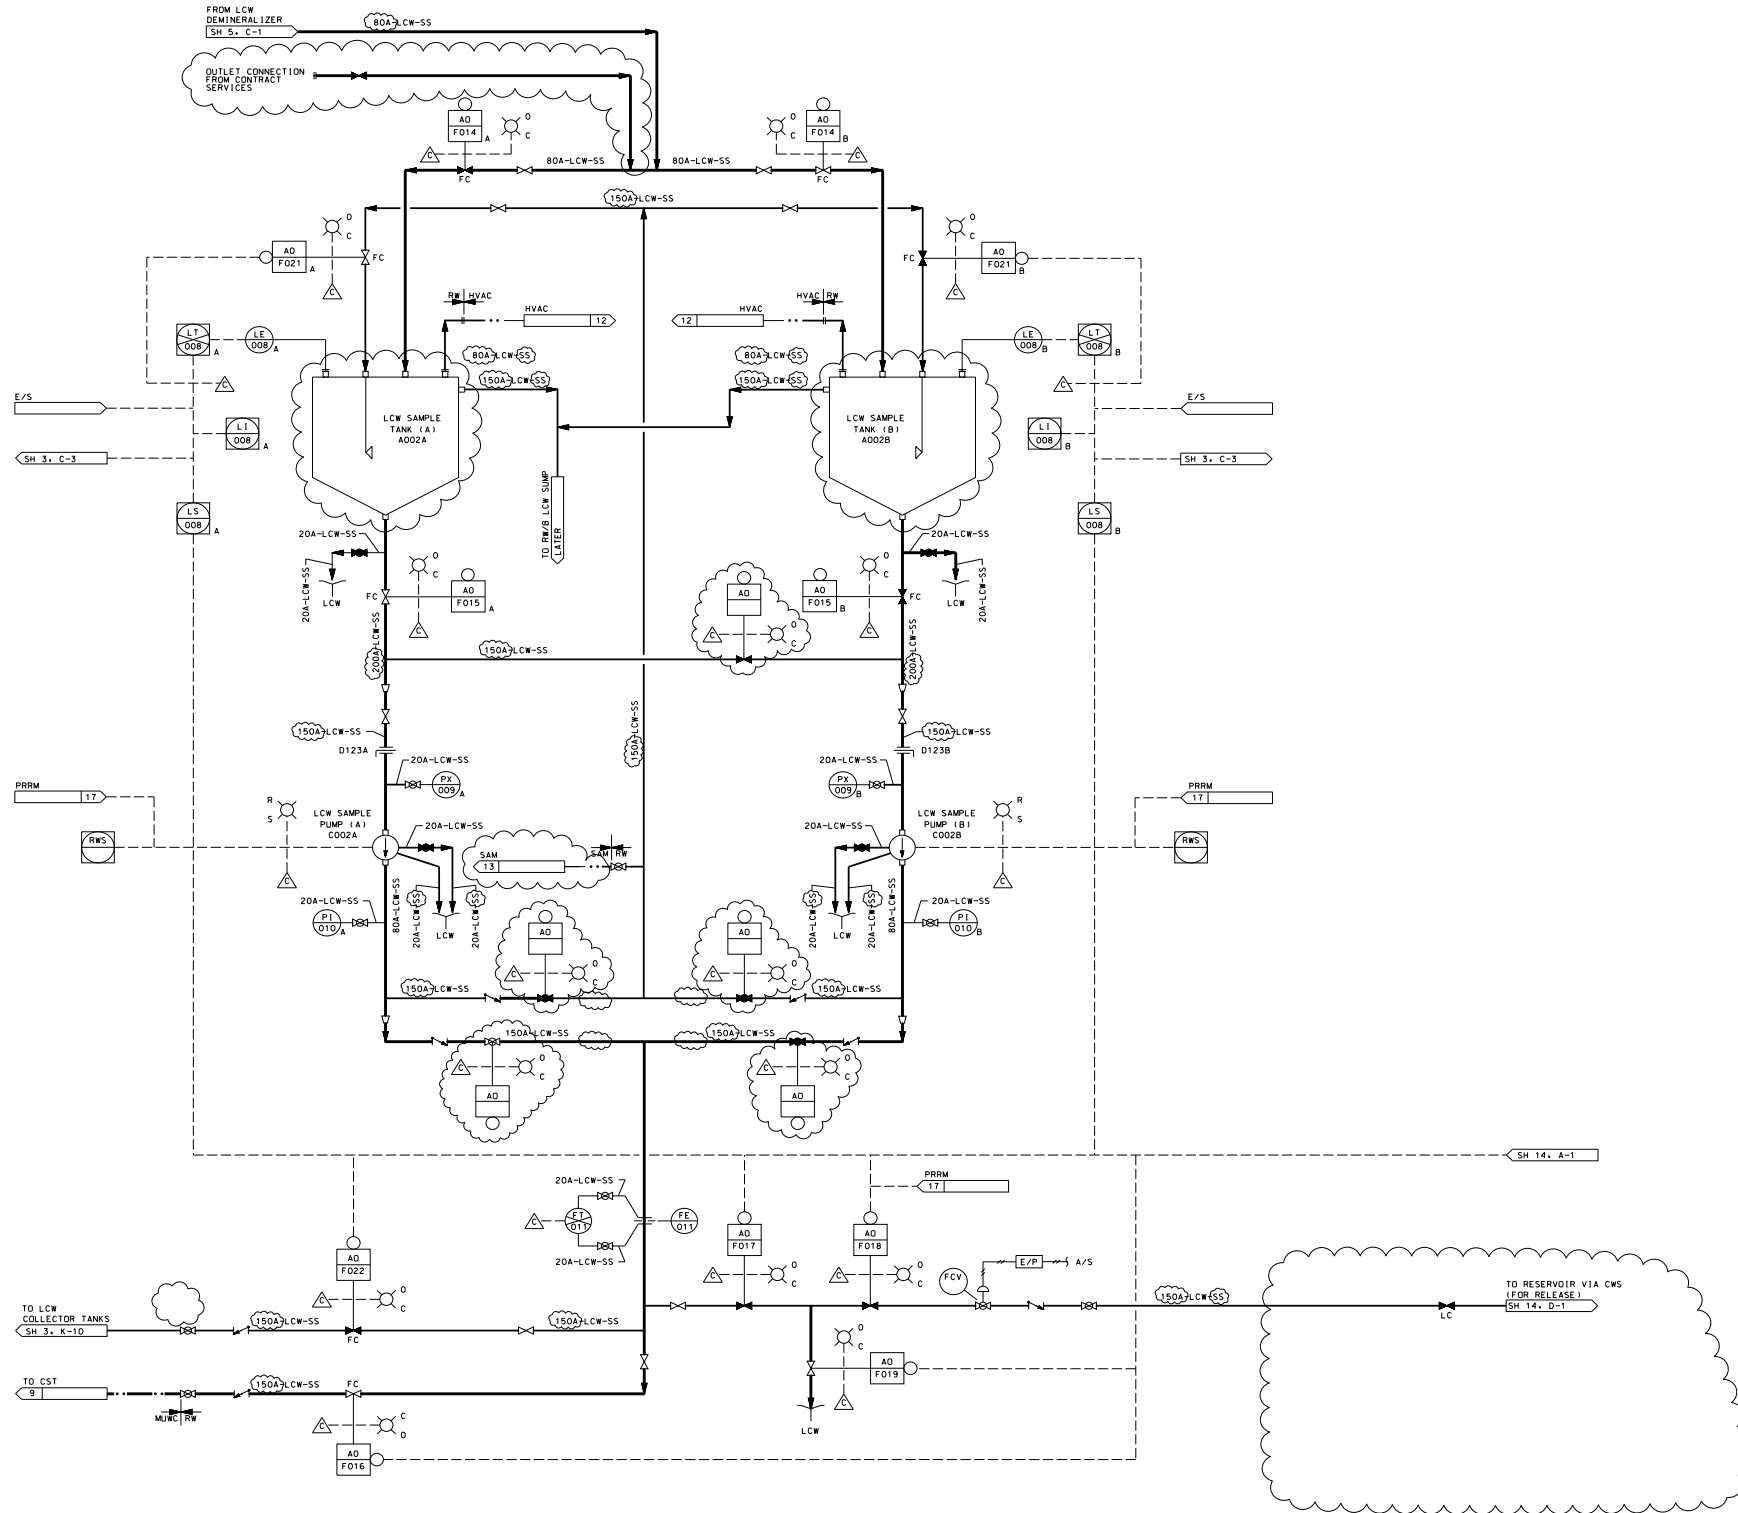 FROM LCW
DEMINERALIZER
SH 5. C-1
80A-LCW-SS
OUTLET CONNECTION
FROM CONTRACT
SERVICES
AO
F014
A
O
C
C
FC
80A-LCW-SS
80A-LCW-SS
O
C
C
AO
F014
B
FC
150A-LCW-SS
O
C
AO
F021
A
C
FC
O
C
FC
AO
F021
B
C
RW HVAC
HVAC
12
HVAC RW
HVAC
12
LT
008
A
LE
008
A
LE
008
B
LT
008
B
C
C
80A-LCW-SS
150A-LCW-SS
80A-LCW-SS
150A-LCW-SS
E/S
E/S
LI
008
A
LCW SAMPLE
TANK (A)
A002A
LCW SAMPLE
TANK (B)
A002B
LI
008
B
SH 3. C-3
SH 3. C-3
LS
008
A
TO RW/B LCW SUMP
LATER
LS
008
B
20A-LCW-SS
20A-LCW-SS
LCW
FC
O
C
AO
F015
A
C
AO
C
O
C
AO
F015
B
O
C
C
FC
20A-LCW-SS
20A-LCW-SS
LCW
200A-LCW-SS
150A-LCW-SS
200A-LCW-SS
150A-LCW-SS
D123A
150A-LCW-SS
150A-LCW-SS
D123B
20A-LCW-SS
PX
009
A
20A-LCW-SS
PX
009
B
PRRM
17
PRRM
17
R
S
LCW SAMPLE
PUMP (A)
C002A
RWS
C
20A-LCW-SS
SAM
13
SAM RW
20A-LCW-SS
LCW SAMPLE
PUMP (B)
C002B
R
S
RWS
C
20A-LCW-SS
PI
010
A
80A-LCW-SS
20A-LCW-SS
LCW
20A-LCW-SS
20A-LCW-SS
LCW
20A-LCW-SS
80A-LCW-SS
20A-LCW-SS
PI
010
B
AO
C
O
C
AO
C
O
C
150A-LCW-SS
150A-LCW-SS
150A-LCW-SS
150A-LCW-SS
C
O
C
AO
C
O
C
AO
SH 14. A-1
20A-LCW-SS
C
FT
011
FE
011
20A-LCW-SS
PRRM
17
AO
F022
C
O
C
FC
AO
F017
C
O
C
AO
F018
C
O
C
FCV
E/P
A/S
150A-LCW-SS
TO RESERVOIR VIA CWS
(FOR RELEASE)
SH 14. D-1
LC
TO LCW
COLLECTOR TANKS
SH 3. K-10
150A-LCW-SS
150A-LCW-SS
O
C
AO
F019
C
LCW
TO CST
9
MUWC RW
150A-LCW-SS
FC
C
C
O
AO
F016